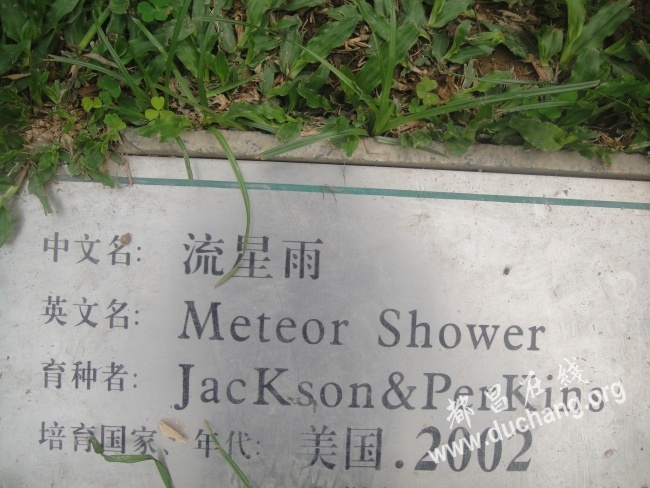 中文名: 流星雨
英文名: Meteor Shower
育种者: JacKson&PerKins
培育国家、年代: 美国.2002
都昌在线
www.duchang.org